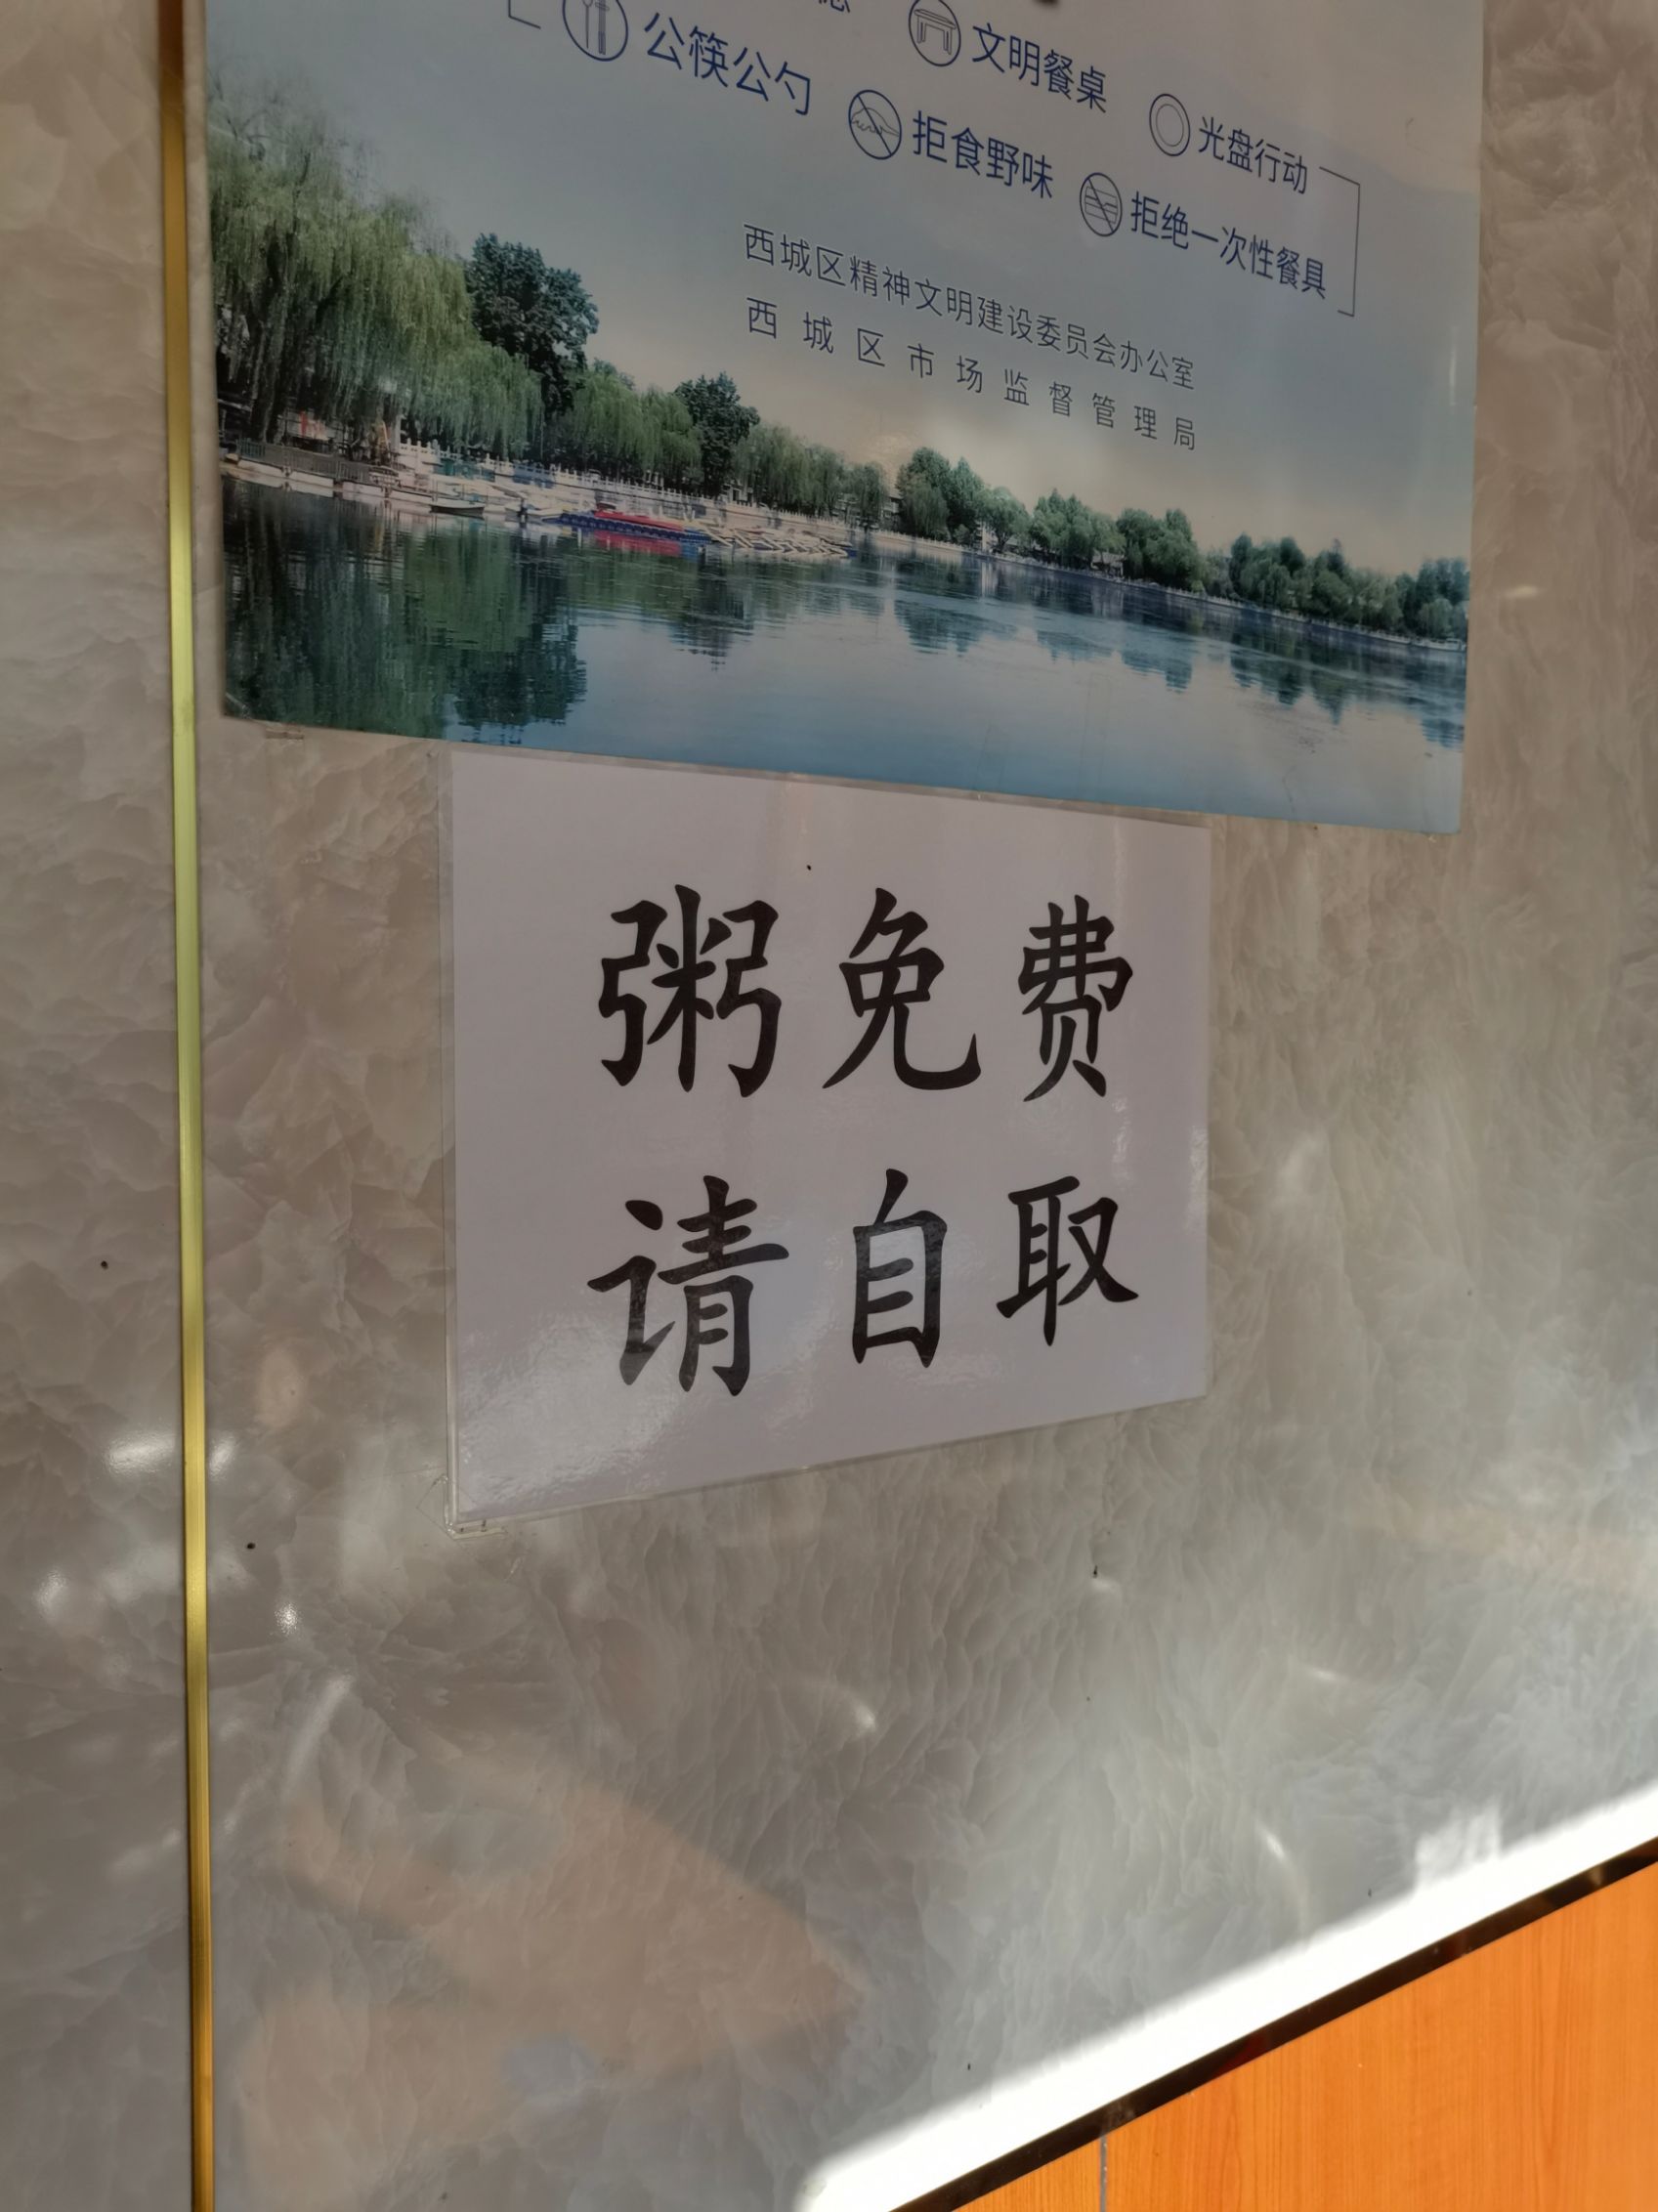 文明餐桌
公筷公勺
光盘行动
拒食野味
拒绝一次性餐具
西城区精神文明建设委员会办公室
西城区市场监督管理局
粥免费
请自取